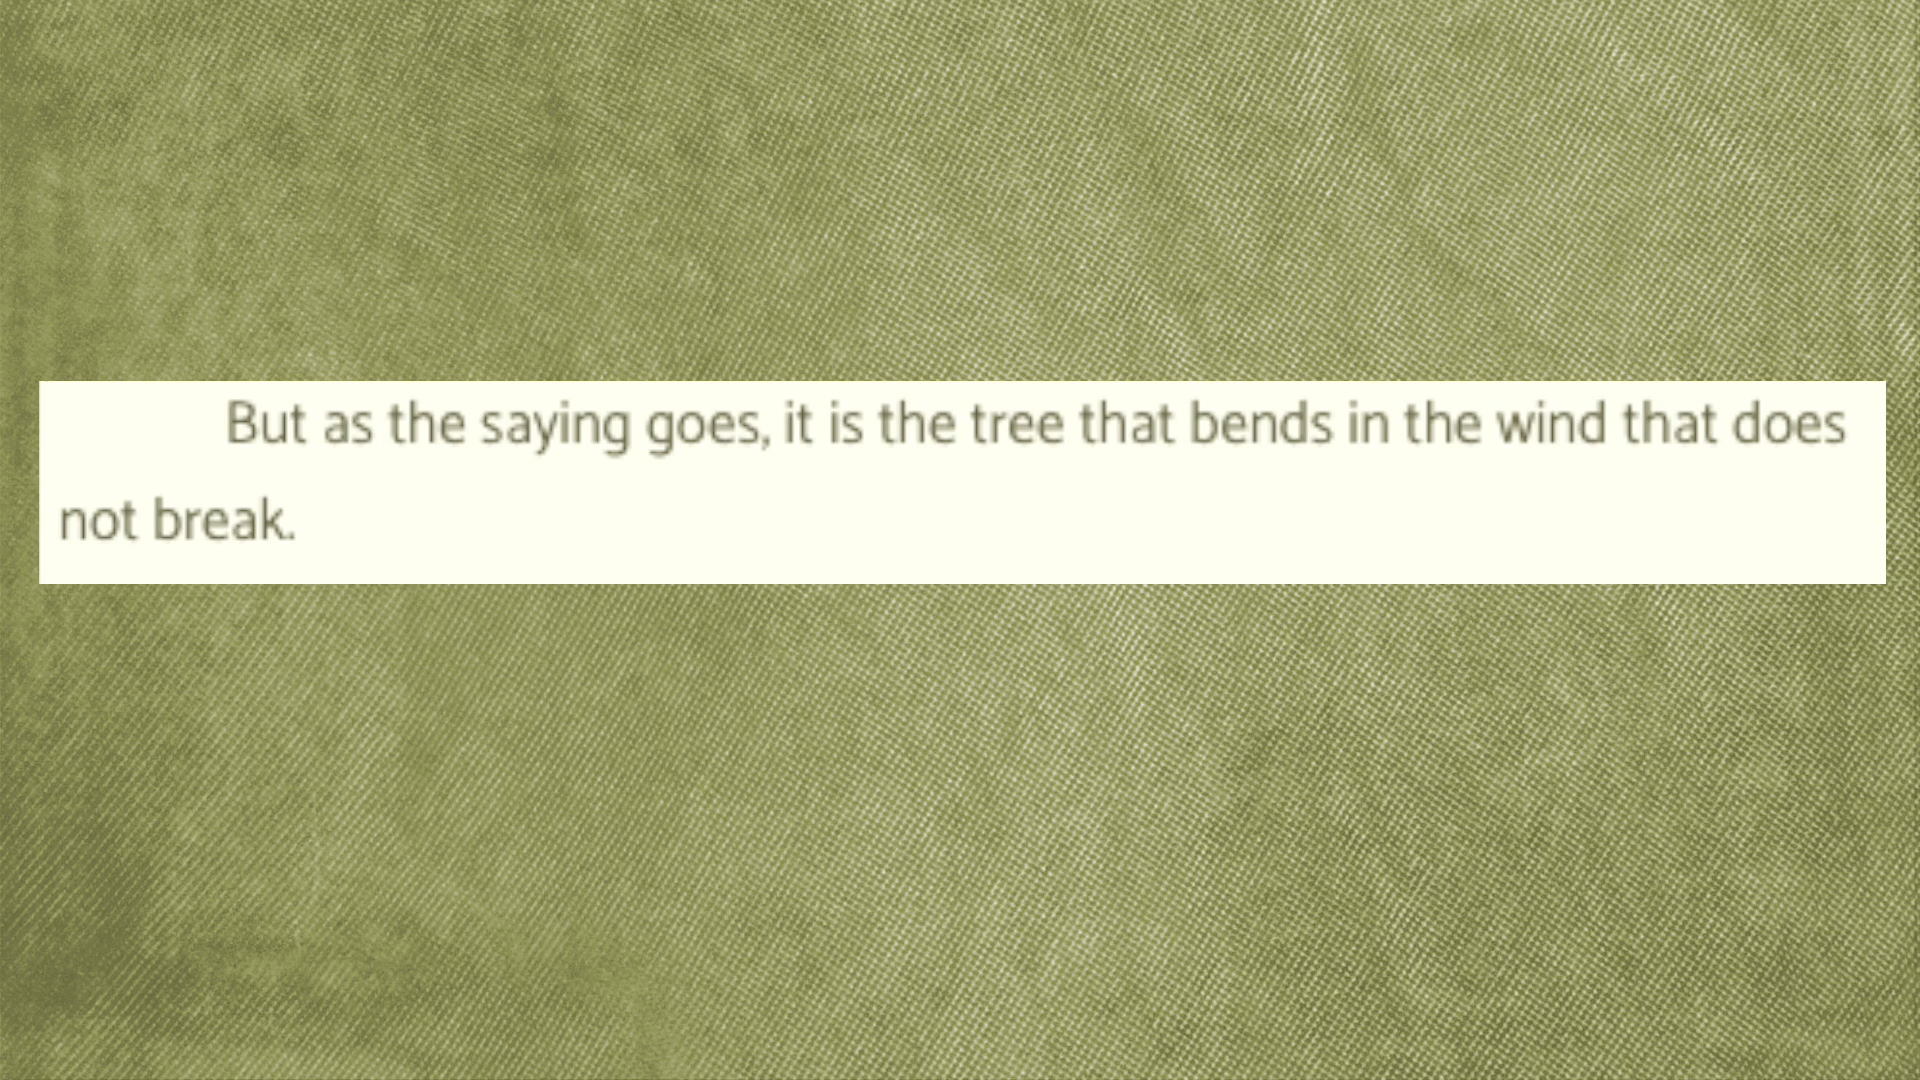 But as the saying goes, it is the tree that bends in the wind that does
not break.